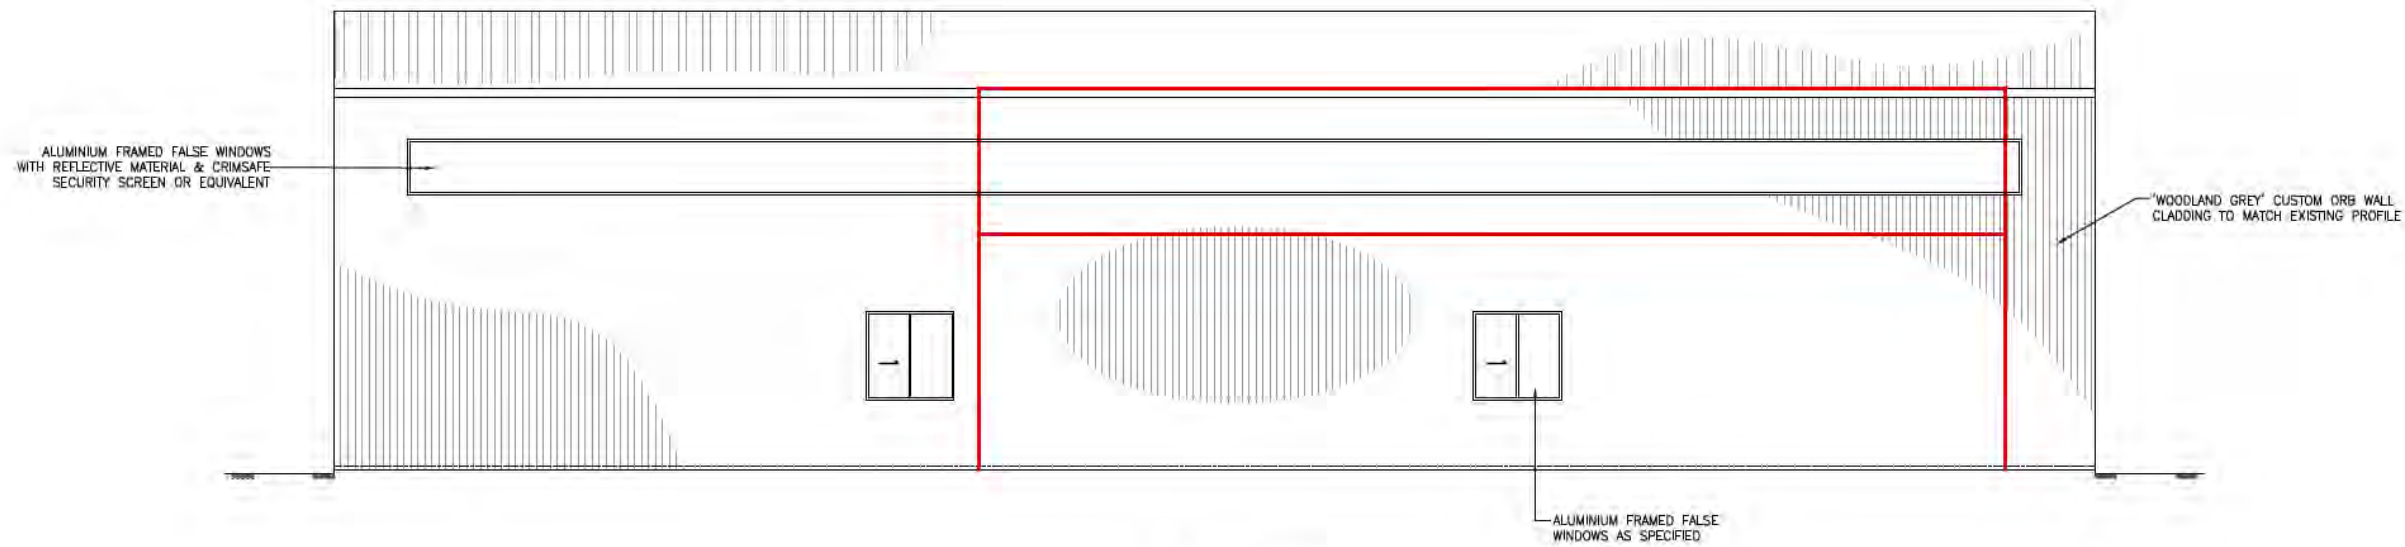 ALUMINIUM FRAMED FALSE WINDOWS
WITH REFLECTIVE MATERIAL & CRIMSAFE
SECURITY SCREEN OR EQUIVALENT
'WOODLAND GREY' CUSTOM ORB WALL
CLADDING TO MATCH EXISTING PROFILE
ALUMINIUM FRAMED FALSE
WINDOWS AS SPECIFIED